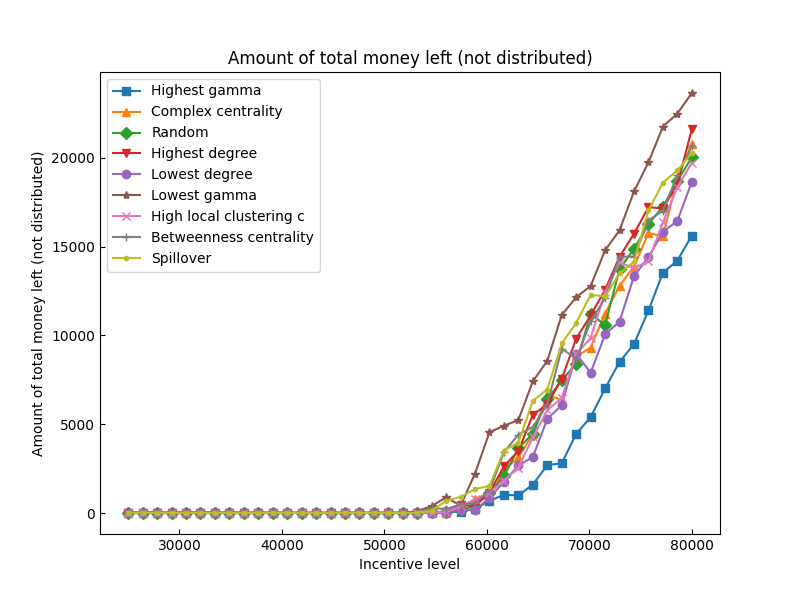 Amount of total money left (not distributed)
Highest gamma
Complex centrality
Random
Highest degree
Lowest degree
Lowest gamma
High local clustering c
Betweenness centrality
Spillover
Amount of total money left (not distributed)
20000
15000
10000
5000
0
30000 40000 50000 60000 70000 80000
Incentive level